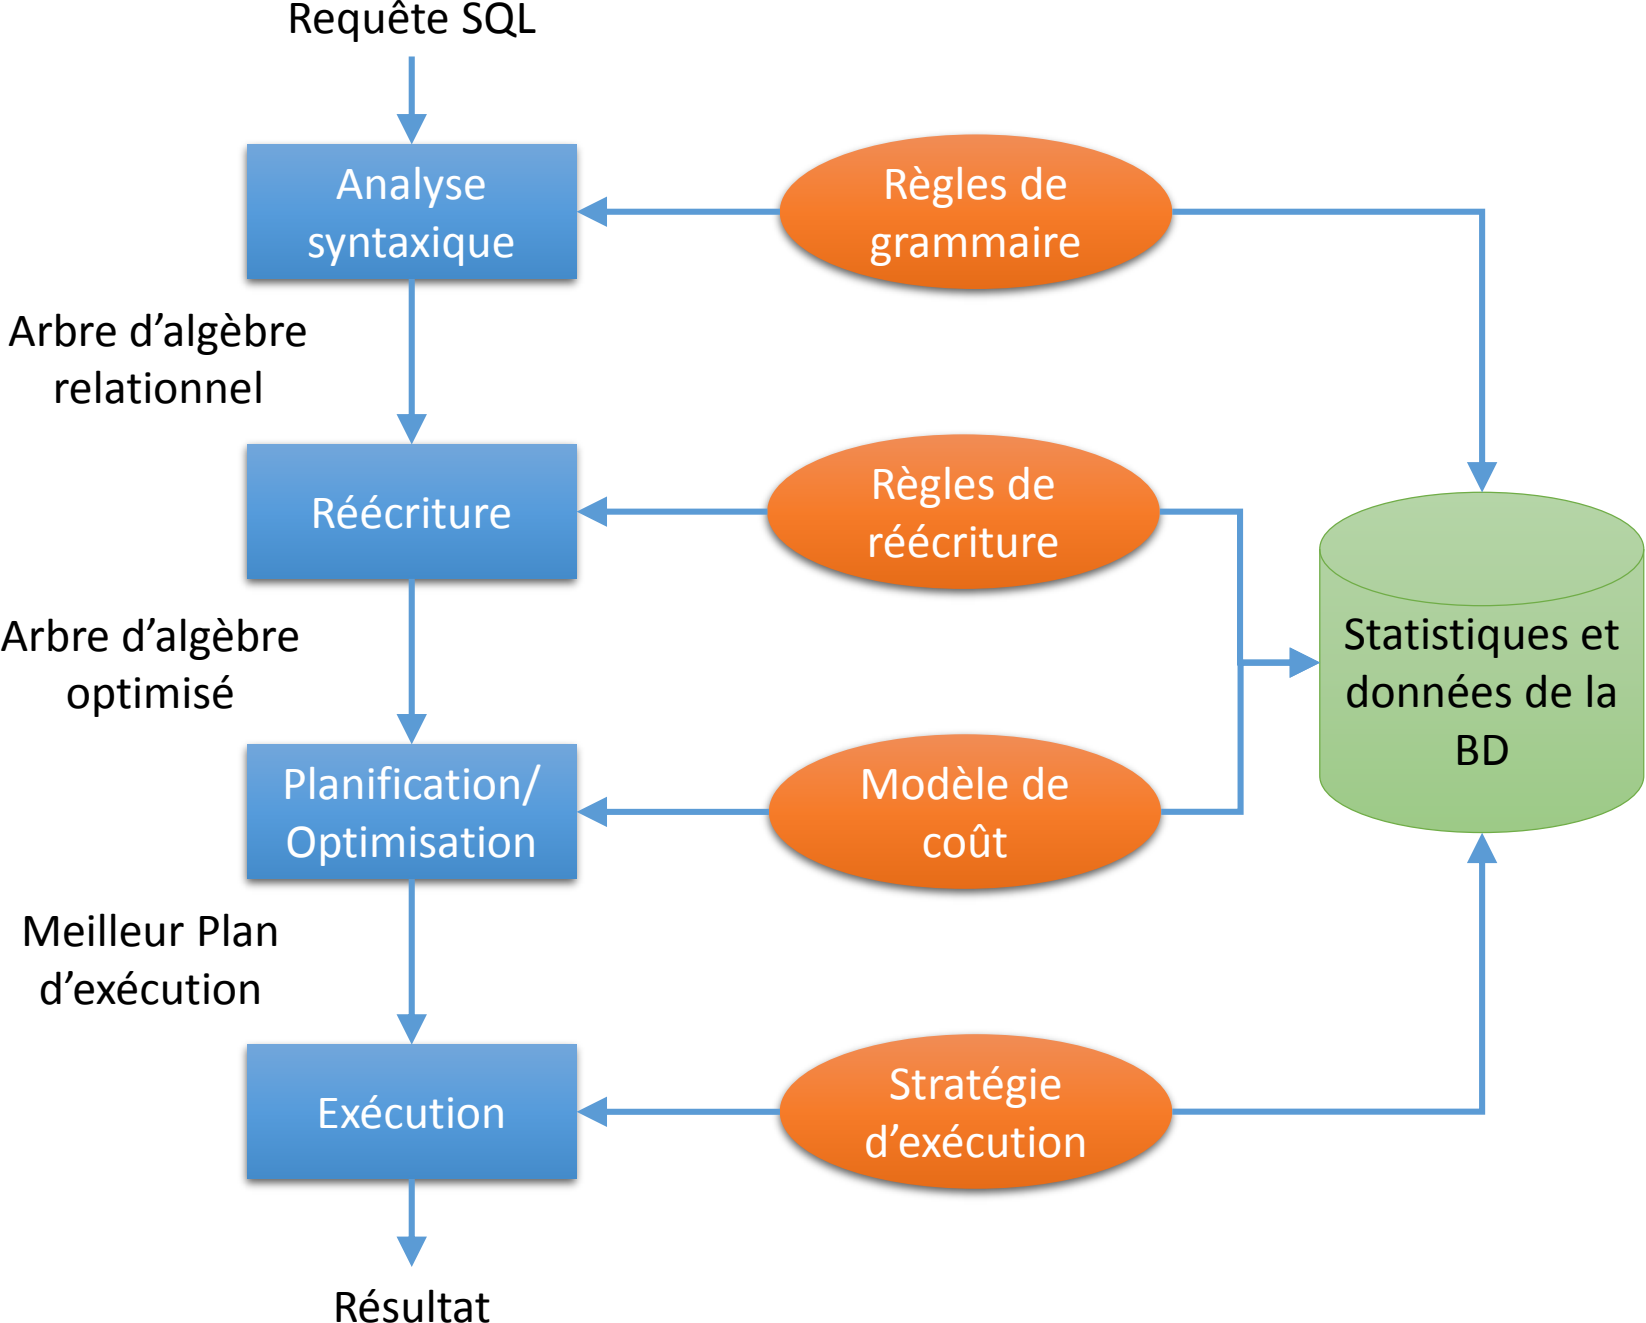 Requête SQL
Analyse
syntaxique
Règles de
grammaire
Arbre d’algèbre
relationnel
Réécriture
Règles de
réécriture
Arbre d’algèbre
optimisé
Statistiques et
données de la
BD
Planification/
Optimisation
Modèle de
coût
Meilleur Plan
d’exécution
Exécution
Stratégie
d’exécution
Résultat